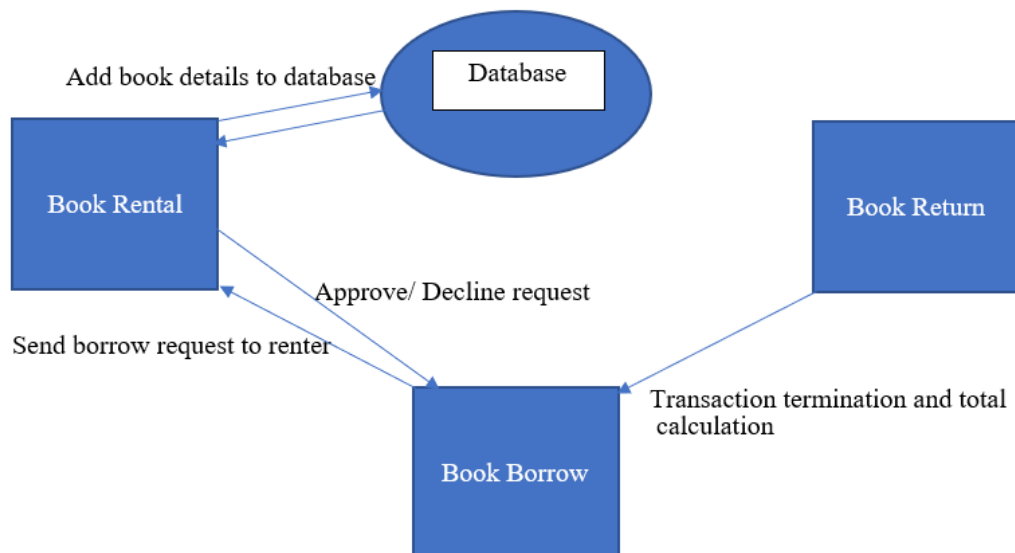 Database
Add book details to database
Book Rental
Book Return
Approve/ Decline request
Send borrow request to renter
Transaction termination and total
calculation
Book Borrow